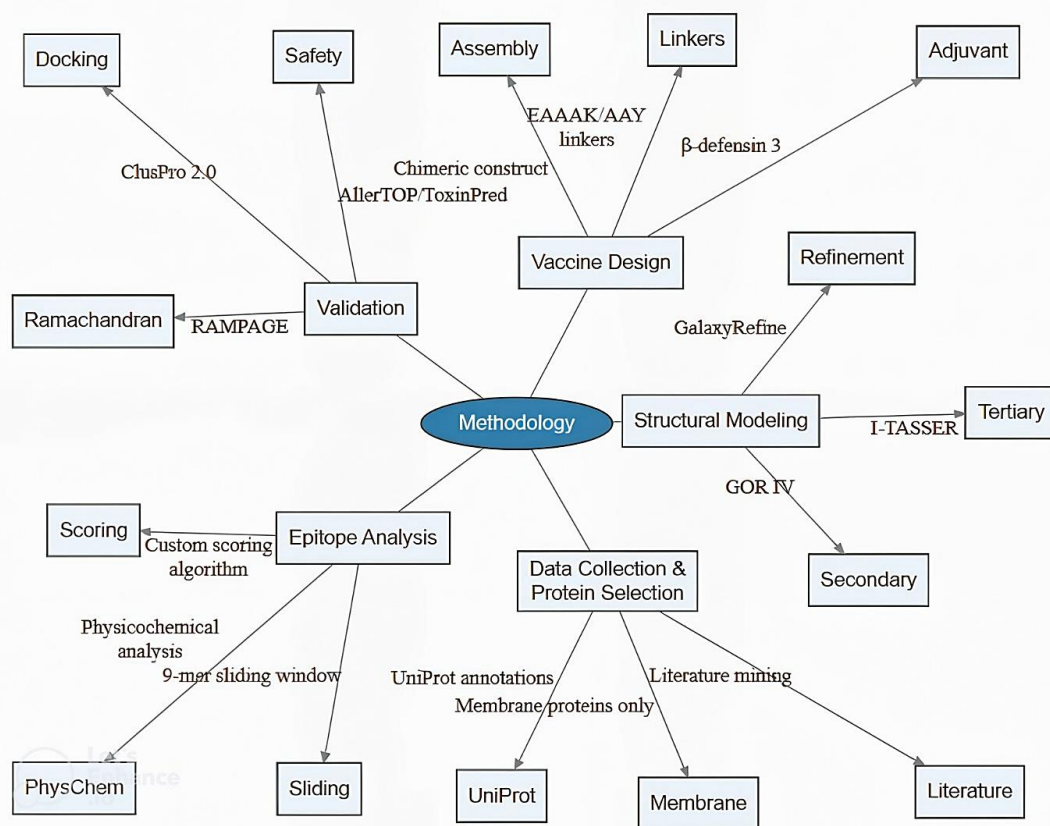 Docking
Safety
Assembly
Linkers
Adjuvant
EAAAK/AAY
linkers
β-defensin 3
ClusPro 2.0
Chimeric construct
AllerTOP/ToxinPred
Vaccine Design
Refinement
Validation
Ramachandran
RAMPAGE
GalaxyRefine
Methodology
Structural Modeling
Tertiary
I-TASSER
GOR IV
Scoring
Custom scoring
algorithm
Epitope Analysis
Data Collection &
Protein Selection
Secondary
Physicochemical
analysis
9-mer sliding window
UniProt annotations
Membrane proteins only
Literature mining
Let's
Enhance
.io
PhysChem
Sliding
UniProt
Membrane
Literature